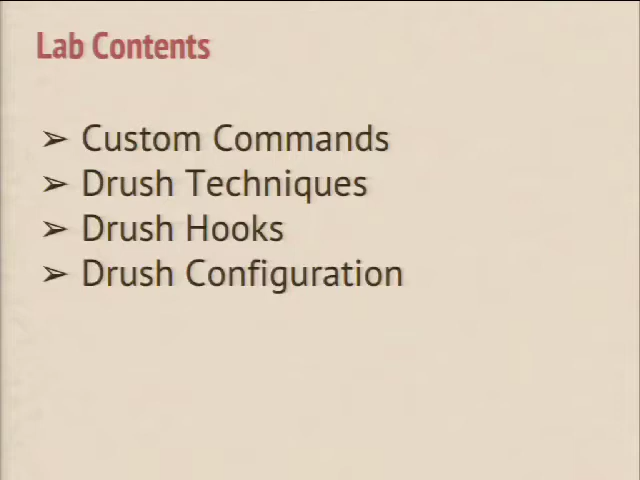 Lab Contents
➢ Custom Commands
➢ Drush Techniques
➢ Drush Hooks
➢ Drush Configuration